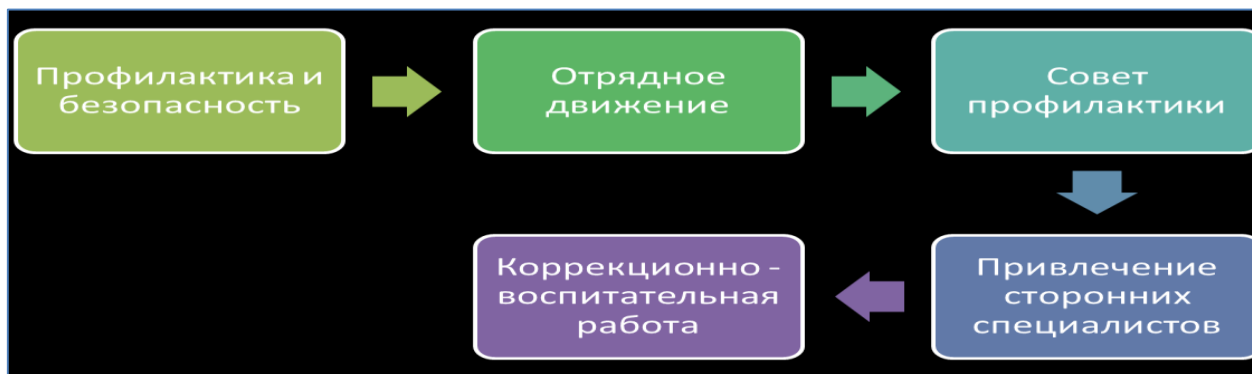 Профилактика и
безопасность
Отрядное
движение
Совет
профилактики
Привлечение
сторонних
специалистов
Коррекционно -
воспитательная
работа